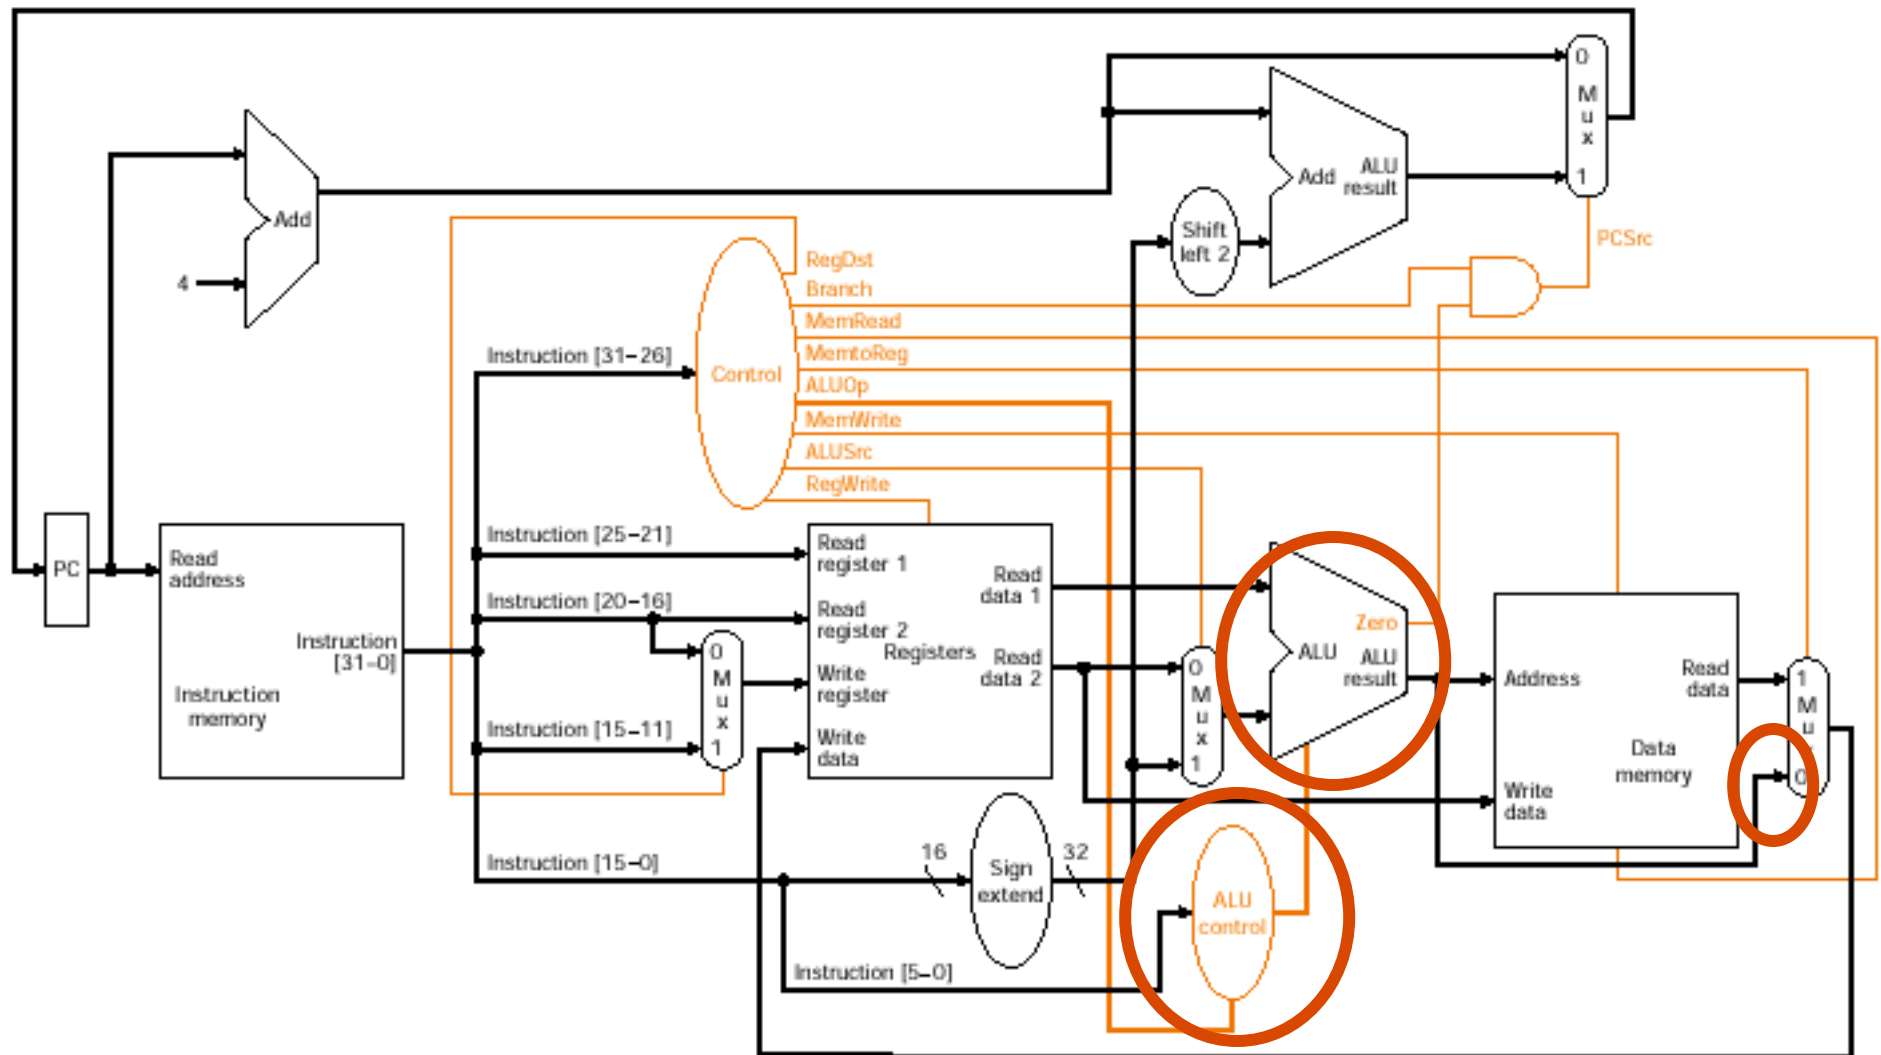 0
M
u
x
1
Add
ALU
result
Shift
left 2
PCSrc
Add
4
RegDst
Branch
MemRead
MemtoReg
ALUOp
MemWrite
ALUSrc
RegWrite
Control
Instruction [31–26]
PC
Read
address
Instruction
[31–0]
Instruction
memory
Instruction [25–21]
Instruction [20–16]
Instruction [15–11]
Instruction [15–0]
Instruction [5–0]
0
M
u
x
1
Read
register 1
Read
register 2
Registers
Write
register
Write
data
Read
data 1
Read
data 2
0
M
u
x
1
Zero
ALU
ALU
result
Address
Read
data
Data
memory
Write
data
1
M
u
0
16
Sign
extend
32
ALU
control